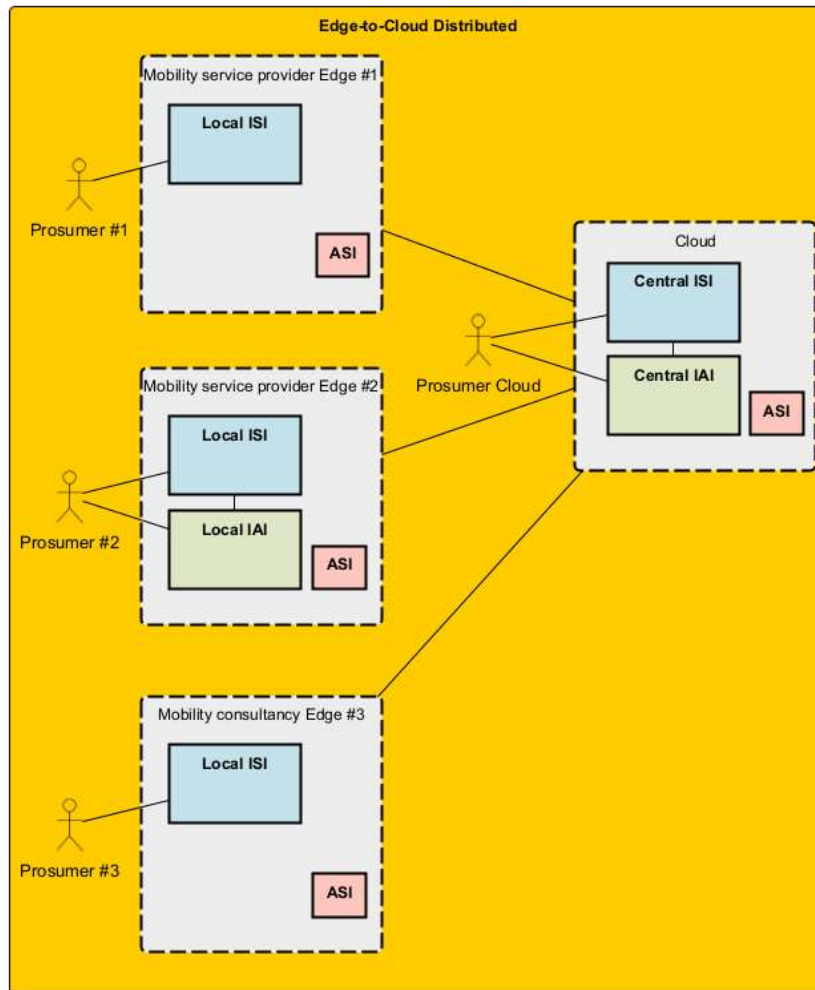 Edge-to-Cloud Distributed
Mobility service provider Edge #1
Local ISI
Prosumer #1
ASI
Cloud
Central ISI
Prosumer Cloud
Central IAI
ASI
Mobility service provider Edge #2
Local ISI
Prosumer #2
Local IAI
ASI
Mobility consultancy Edge #3
Local ISI
Prosumer #3
ASI